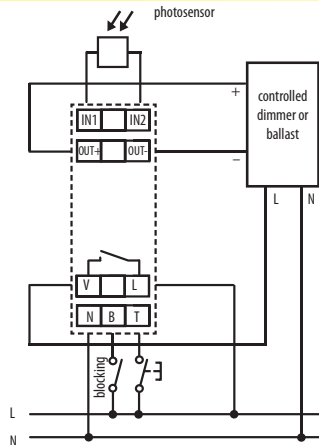 photosensor
+
controlled
dimmer or
ballast
IN1 IN2
OUT+ OUT-
−
L N
V L
N B T
blocking
L
N